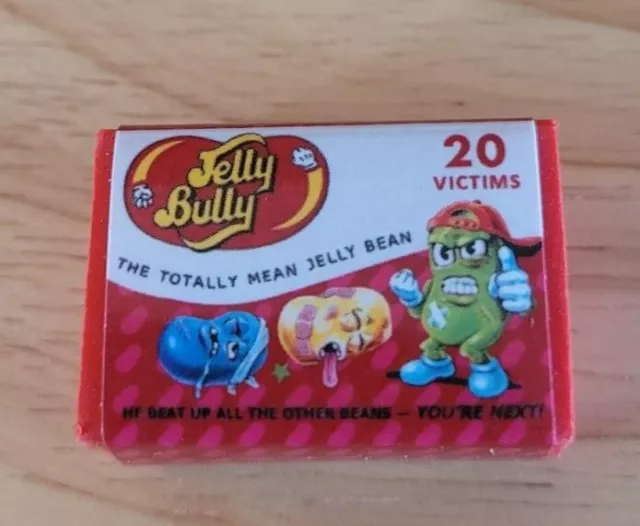 Jelly
Bully
20
VICTIMS
THE TOTALLY MEAN JELLY BEAN
HE BEAT UP ALL THE OTHER BEANS — YOU'RE NEXT!